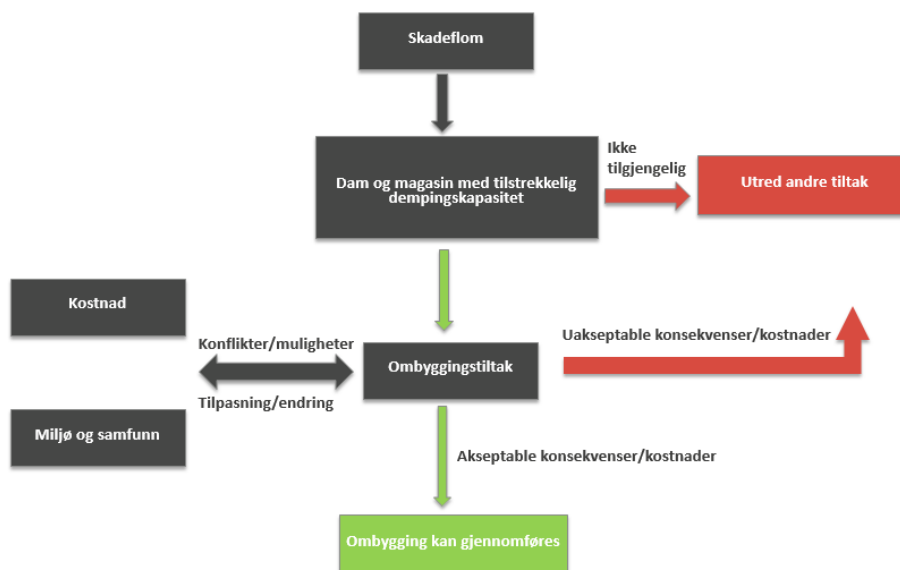 Skadeflom
Dam og magasin med tilstrekkelig
dempingskapasitet
Ikke
tilgjengelig
Utred andre tiltak
Kostnad
Konflikter/muligheter
Tilpasning/endring
Miljø og samfunn
Ombyggingstiltak
Uakseptable konsekvenser/kostnader
Akseptable konsekvenser/kostnader
Ombygging kan gjennomføres